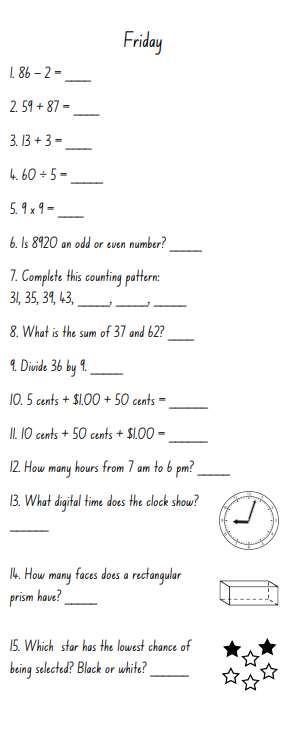 Friday
1. 86 – 2 = ____
2. 59 + 87 = ____
3. 13 + 3 = ____
4. 60 ÷ 5 = _____
5. 9 x 9 = ____
6. Is 8920 an odd or even number? _____
7. Complete this counting pattern:
31, 35, 39, 43, _____, _____, _____
8. What is the sum of 37 and 62? ____
9. Divide 36 by 9. _____
10. 5 cents + $1.00 + 50 cents = ______
11. 10 cents + 50 cents + $1.00 = ______
12. How many hours from 7 am to 6 pm? _____
13. What digital time does the clock show?
______
14. How many faces does a rectangular
prism have? _____
15. Which star has the lowest chance of
being selected? Black or white? ______